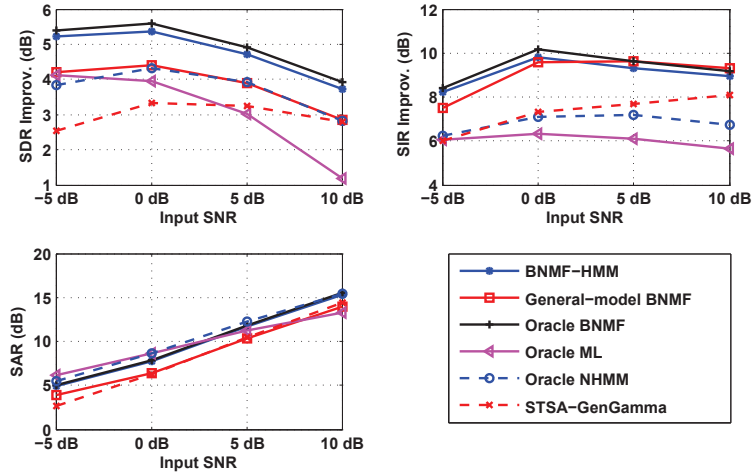 SDR Improv. (dB)
6
5
4
3
2
1
−5 dB 0 dB 5 dB 10 dB
Input SNR
SIR Improv. (dB)
12
10
8
6
4
−5 dB 0 dB 5 dB 10 dB
Input SNR
SAR (dB)
20
15
10
5
0
−5 dB 0 dB 5 dB 10 dB
Input SNR
BNMF−HMM
General−model BNMF
Oracle BNMF
Oracle ML
Oracle NHMM
STSA−GenGamma